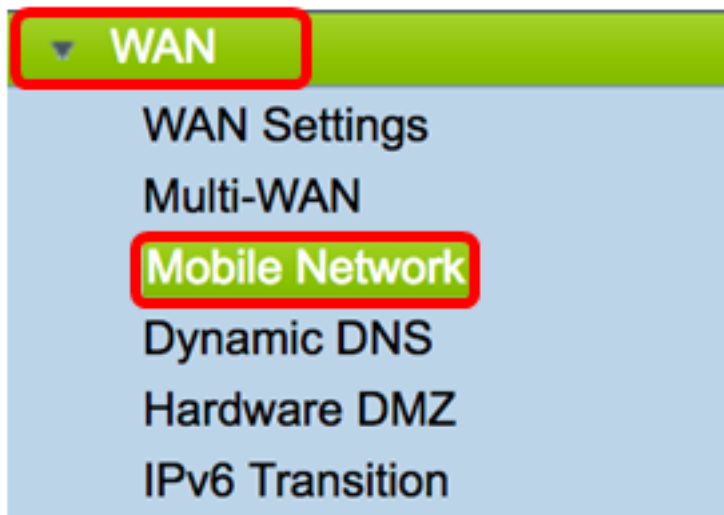 WAN
WAN Settings
Multi-WAN
Mobile Network
Dynamic DNS
Hardware DMZ
IPv6 Transition